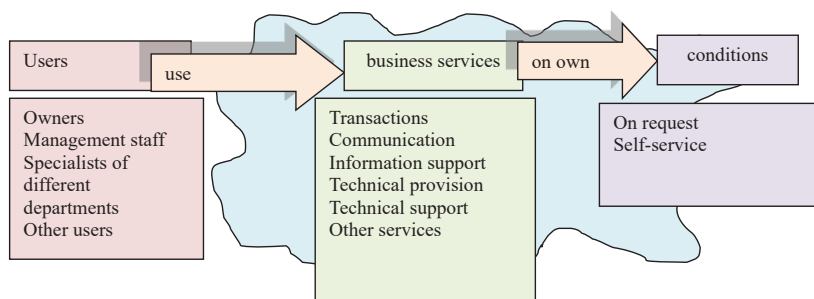 Users
use
business services
on own
conditions
Owners
Management staff
Specialists of
different
departments
Other users
Transactions
Communication
Information support
Technical provision
Technical support
Other services
On request
Self-service